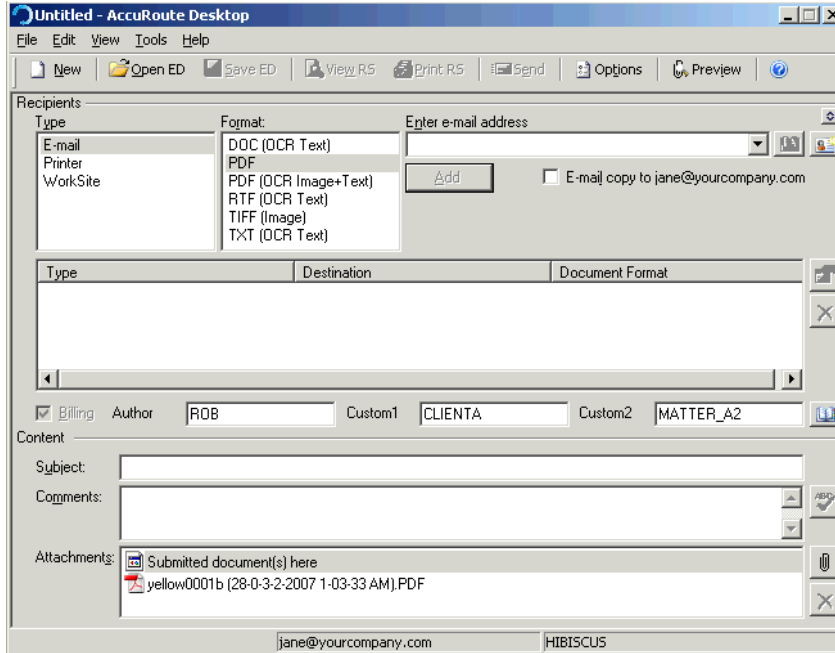 Untitled - AccuRoute Desktop
File Edit View Tools Help
New Open ED Save ED View RS Print RS Send Options Preview
Recipients
Type Format: Enter e-mail address
E-mail DOC (OCR Text)
Printer PDF
WorkSite PDF (OCR Image+Text)
RTF (OCR Text)
TIFF (Image)
TXT (OCR Text)
Add E-mail copy to jane@yourcompany.com
Type Destination Document Format
Billing Author ROB Custom1 CLIENTA Custom2 MATTER_A2
Content
Subject:
Comments:
ABC
Attachments: Submitted document(s) here
yellow0001b (28-0-3-2-2007 1-03-33 AM).PDF
jane@yourcompany.com HIBISCUS